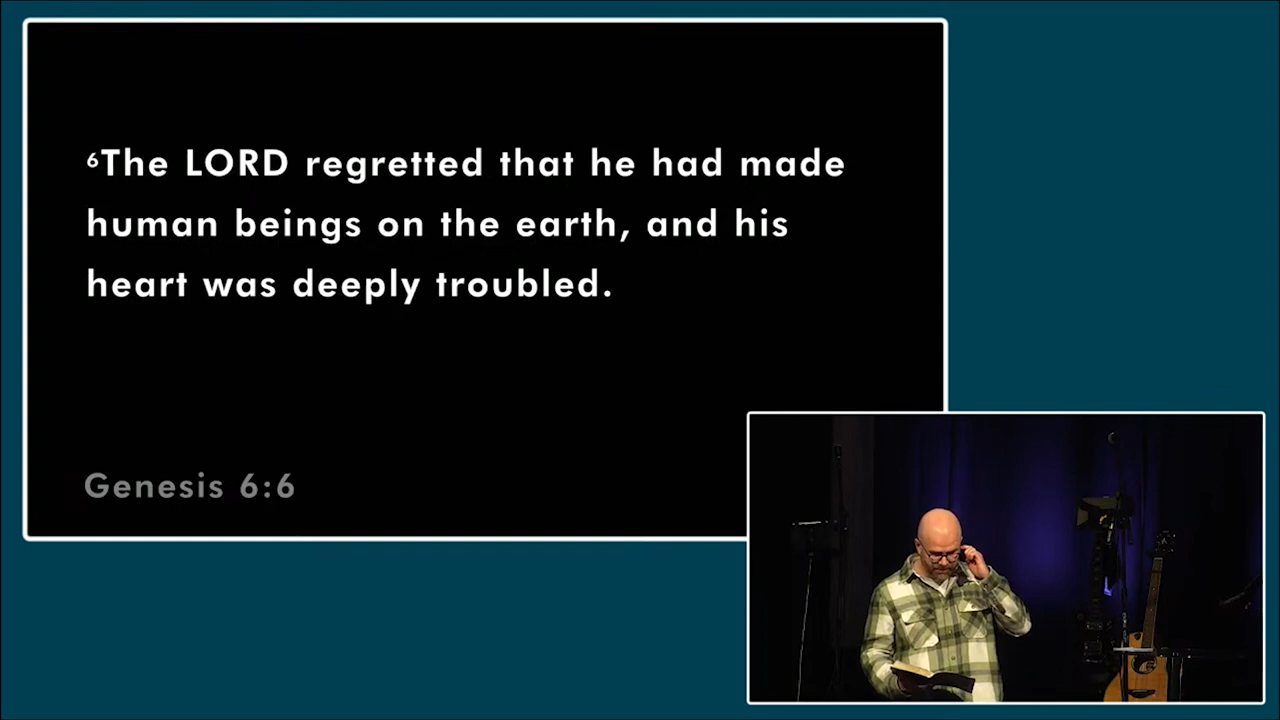 ⁶The LORD regretted that he had made
human beings on the earth, and his
heart was deeply troubled.
Genesis 6:6